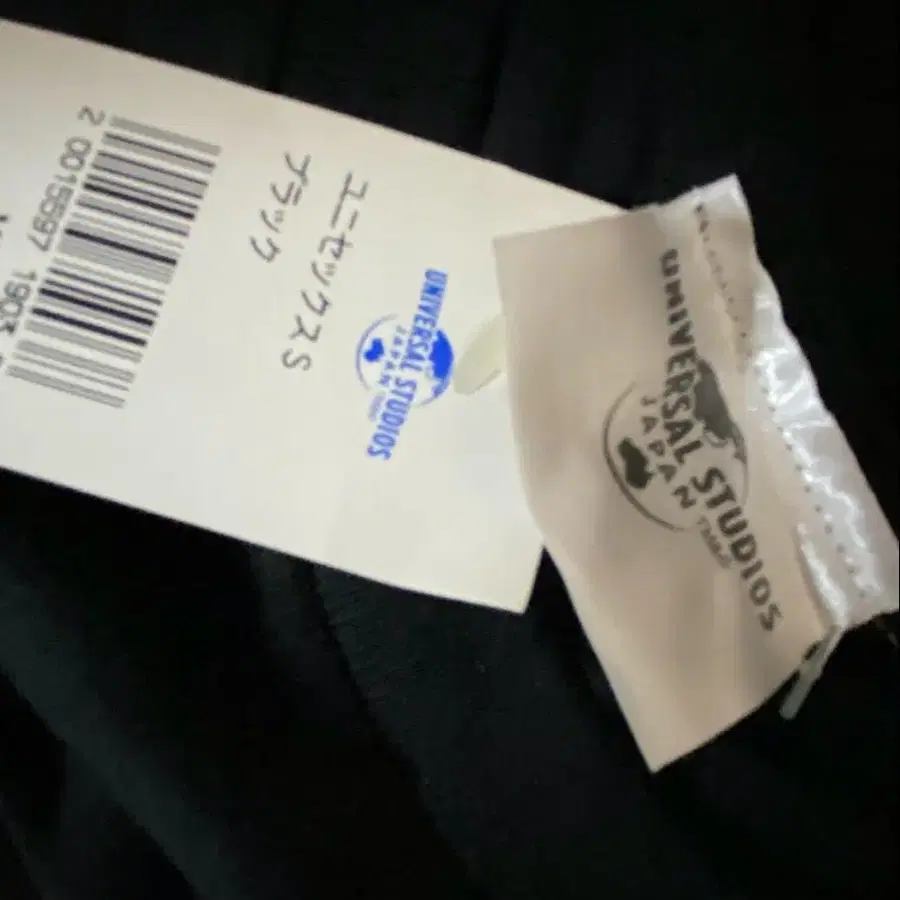 UNIVERSAL STUDIOS
JAPAN
ユニセックスS
ブラック
2 0015597 1903
UNIVERSAL STUDIOS
JAPAN